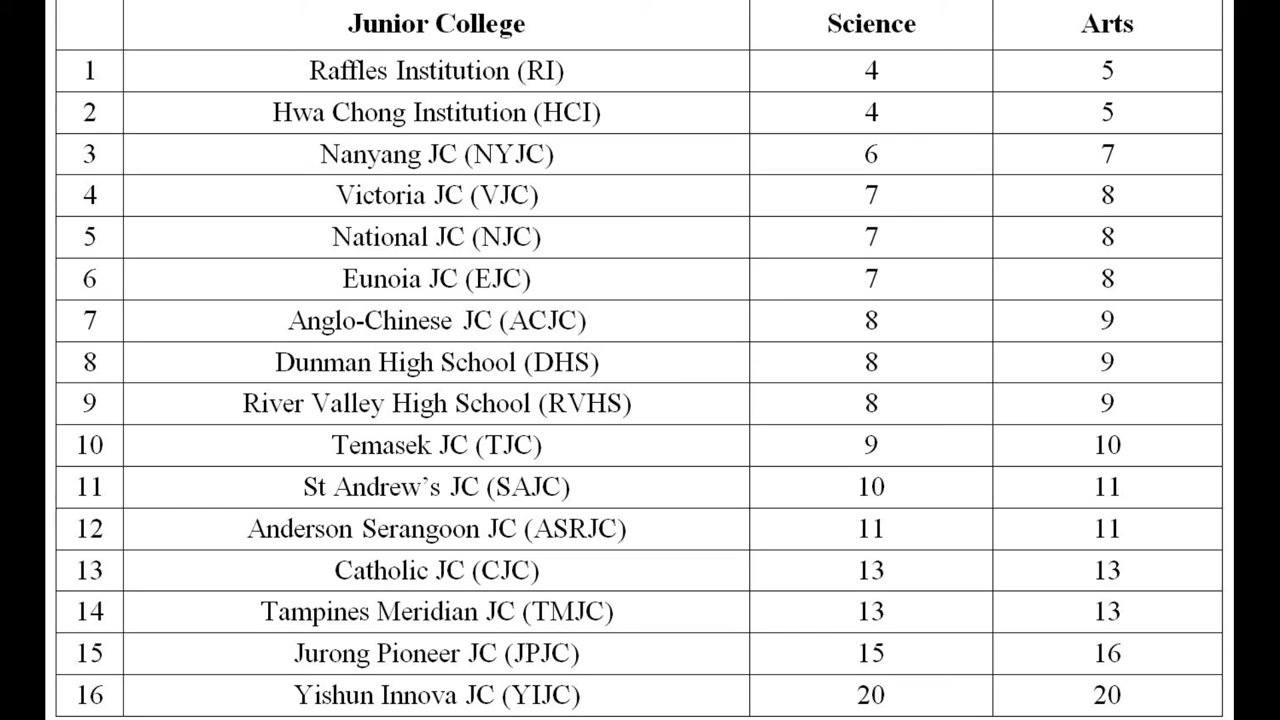 Junior College Science Arts
1 Raffles Institution (RI) 4 5
2 Hwa Chong Institution (HCI) 4 5
3 Nanyang JC (NYJC) 6 7
4 Victoria JC (VJC) 7 8
5 National JC (NJC) 7 8
6 Eunoia JC (EJC) 7 8
7 Anglo-Chinese JC (ACJC) 8 9
8 Dunman High School (DHS) 8 9
9 River Valley High School (RVHS) 8 9
10 Temasek JC (TJC) 9 10
11 St Andrew’s JC (SAJC) 10 11
12 Anderson Serangoon JC (ASRJC) 11 11
13 Catholic JC (CJC) 13 13
14 Tampines Meridian JC (TMJC) 13 13
15 Jurong Pioneer JC (JPJC) 15 16
16 Yishun Innova JC (YIJC) 20 20